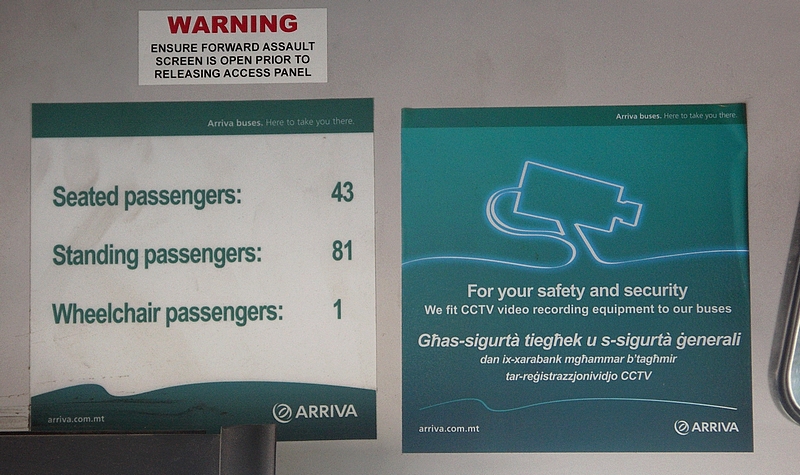 WARNING
ENSURE FORWARD ASSAULT
SCREEN IS OPEN PRIOR TO
RELEASING ACCESS PANEL
Arriva buses. Here to take you there.
Seated passengers: 43
Standing passengers: 81
Wheelchair passengers: 1
arriva.com.mt
ARRIVA
Arriva buses. Here to take you there.
For your safety and security
We fit CCTV video recording equipment to our buses
Għas-sigurtà tiegħek u s-sigurtà ġenerali
dan ix-xarabank mgħammar b'tagħmir
tar-reġistrazzjonividjo CCTV
arriva.com.mt
ARRIVA